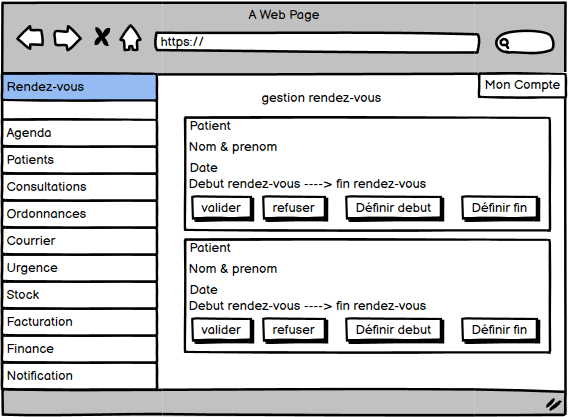 A Web Page
https://
Rendez-vous
Mon Compte
Agenda
Patients
Consultations
Ordonnances
Courrier
Urgence
Stock
Facturation
Finance
Notification
gestion rendez-vous
Patient
Nom & prenom
Date
Debut rendez-vous ----> fin rendez-vous
valider refuser Définir debut Définir fin
Patient
Nom & prenom
Date
Debut rendez-vous ----> fin rendez-vous
valider refuser Définir debut Définir fin